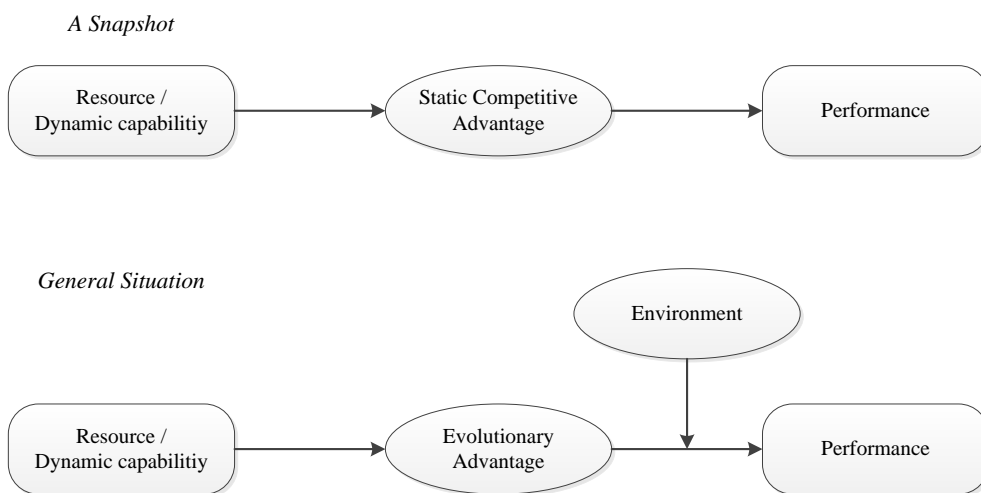 A Snapshot
Resource /
Dynamic capabilitiy
Static Competitive
Advantage
Performance
General Situation
Environment
Resource /
Dynamic capabilitiy
Evolutionary
Advantage
Performance